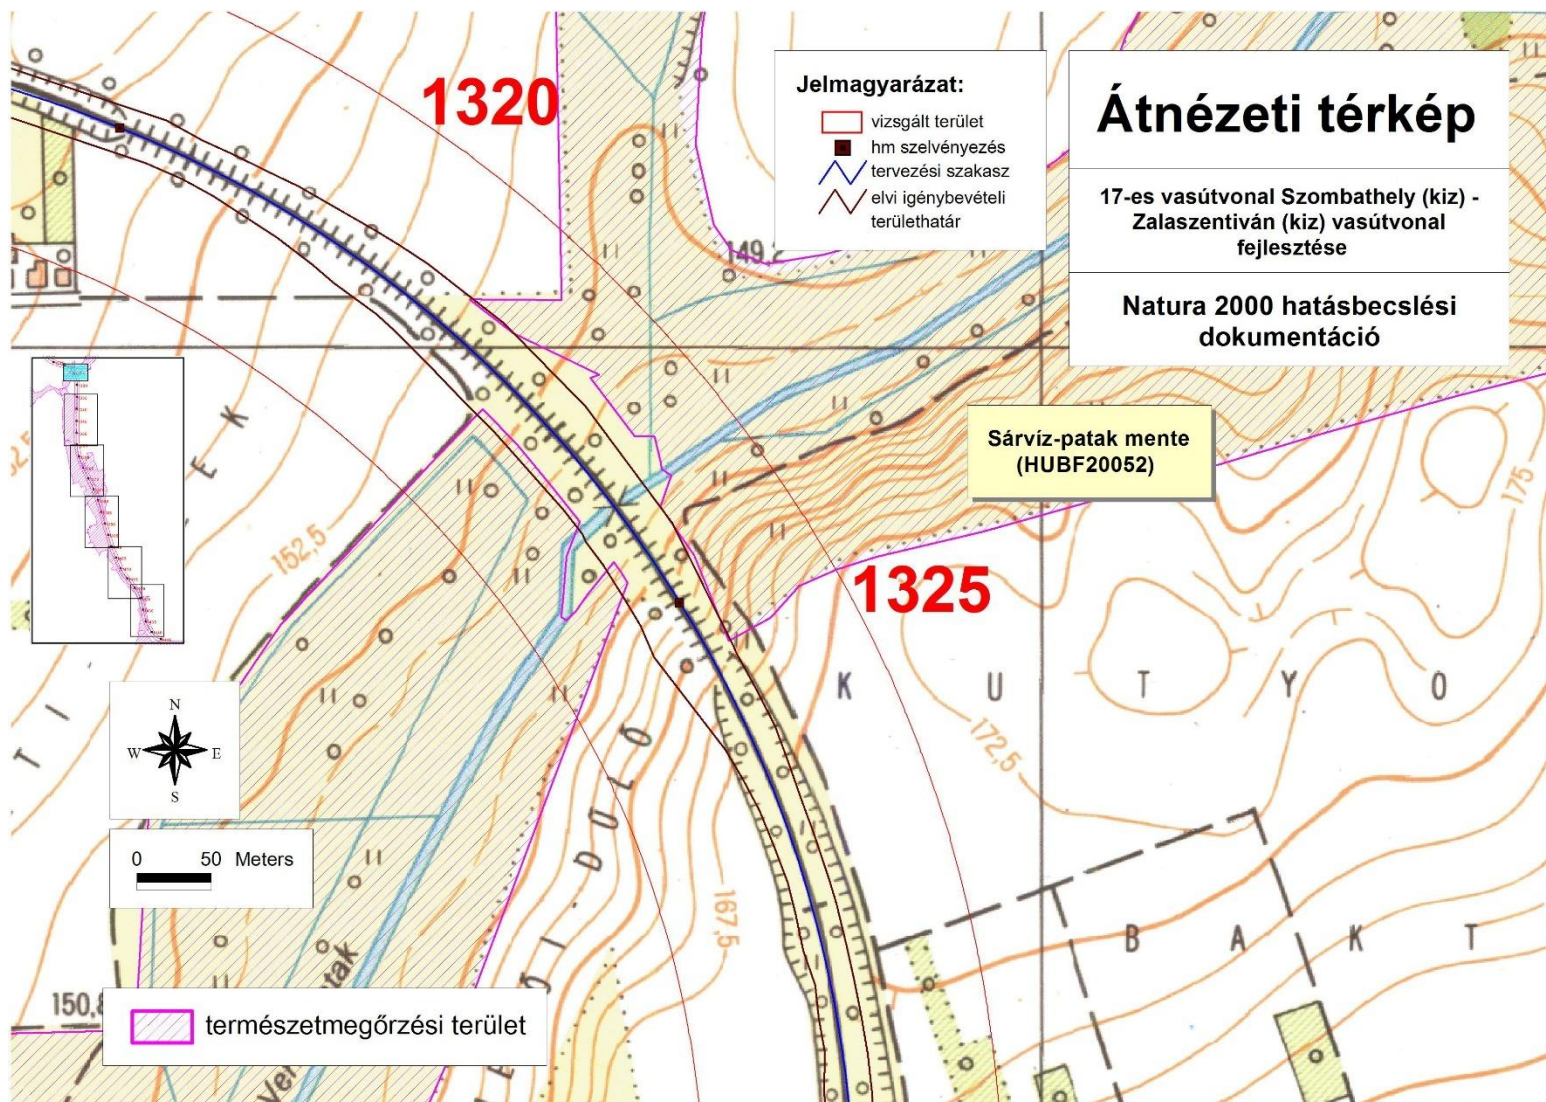 1320
Jelmagyarázat:
vizsgált terület
hm szelvényezés
tervezési szakasz
elvi igénybevételi
területhatár
Átnézeti térkép
17-es vasútvonal Szombathely (kiz) -
Zalaszentiván (kiz) vasútvonal
fejlesztése
Natura 2000 hatásbecslési
dokumentáció
149,2
Sárvíz-patak mente
(HUBF20052)
152,5
175
1325
K U T Y O
172,5
N
W E
S
0 50 Meters
167,5
B A K T
150,8
természetmegőrzési terület